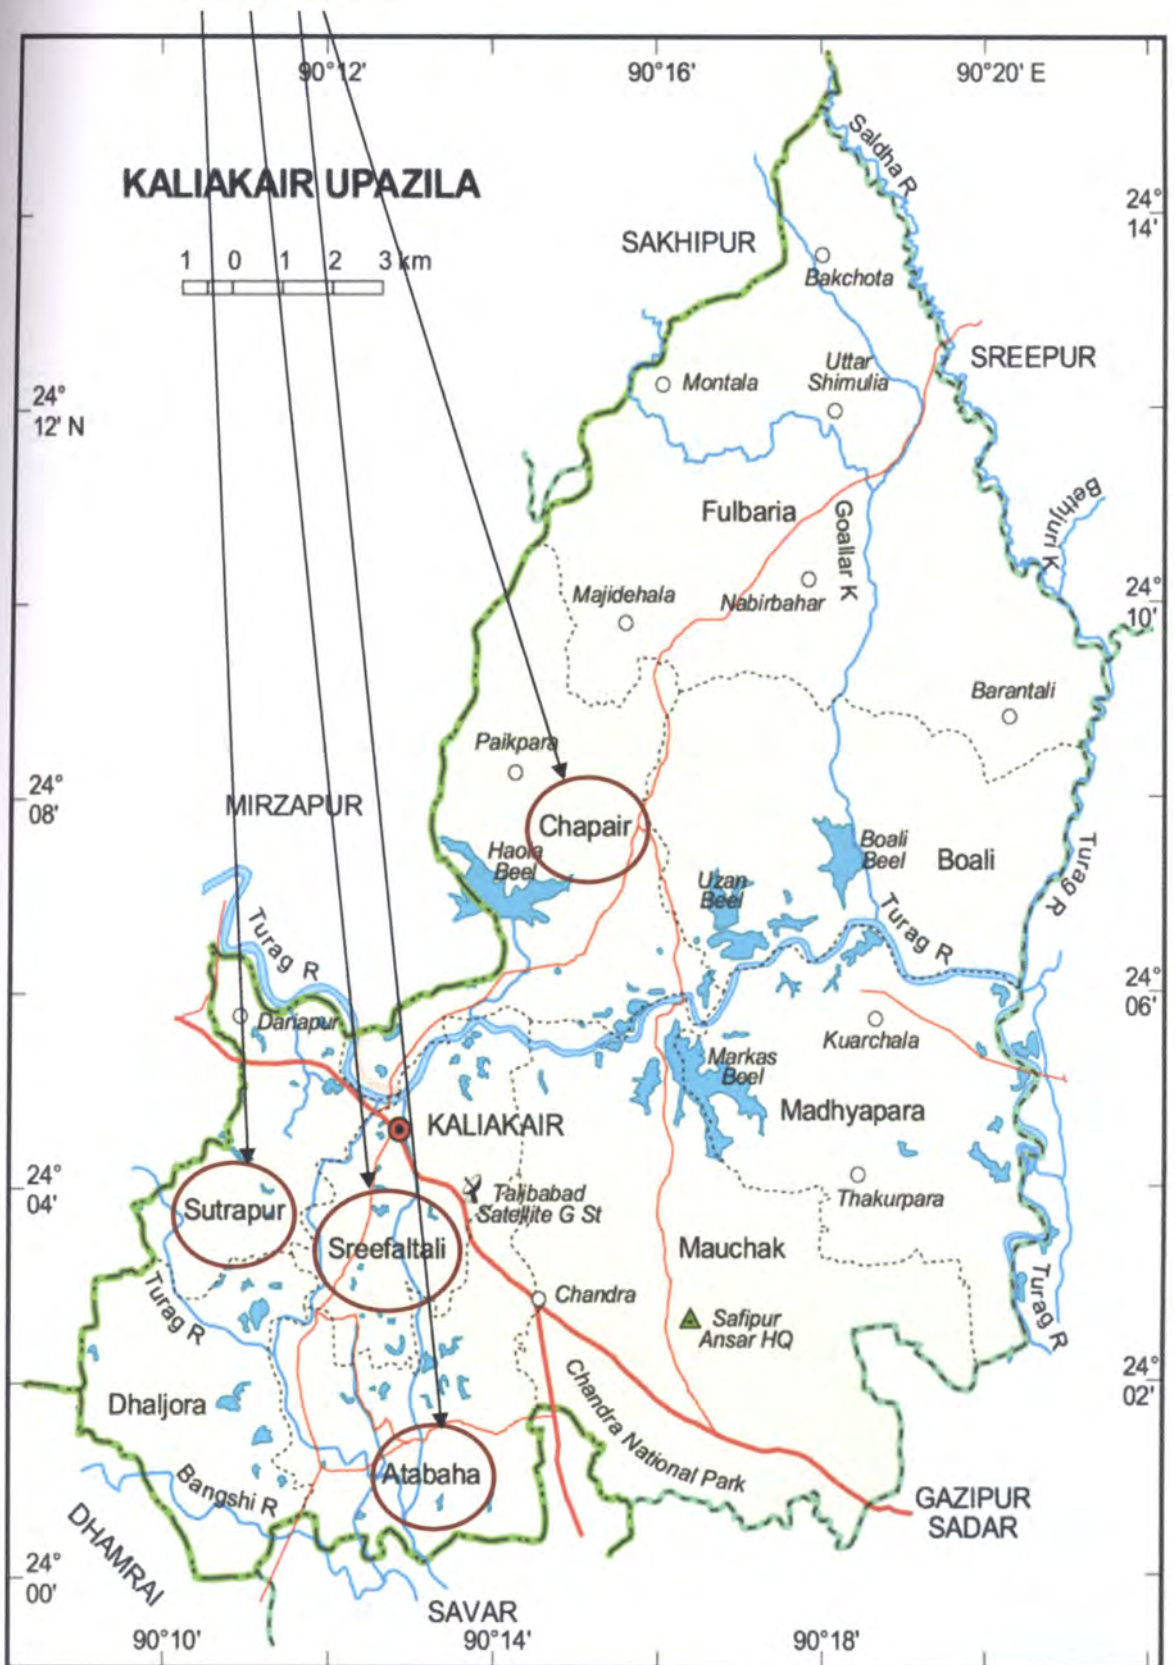 90°12'
90°16'
90°20' E
KALIAKAIR UPAZILA
1 0 1 2 3 km
Saldha R
24°
14'
SAKHIPUR
Bakchota
SREEPUR
Uttar
Shimulia
Montala
24°
12' N
Fulbaria
Goallar K
Bethjuri K
Majidehala
Nabirbahar
24°
10'
Barantali
Paikpara
24°
08'
MIRZAPUR
Chapair
Haola
Beel
Boali
Beel
Boali
Uzan
Beel
Turag R
Turag R
Turag R
24°
06'
Dariapur
Kuarchala
Markas
Beel
Madhyapara
KALIAKAIR
24°
04'
Talibabad
Satellite G St
Thakurpara
Sutrapur
Sreefaltali
Mauchak
Turag R
Turag R
Chandra
Safipur
Ansar HQ
24°
02'
Dhaljora
Chandra National Park
Atabaha
Bangshi R
GAZIPUR
SADAR
DHAMRAI
24°
00'
SAVAR
90°10'
90°14'
90°18'